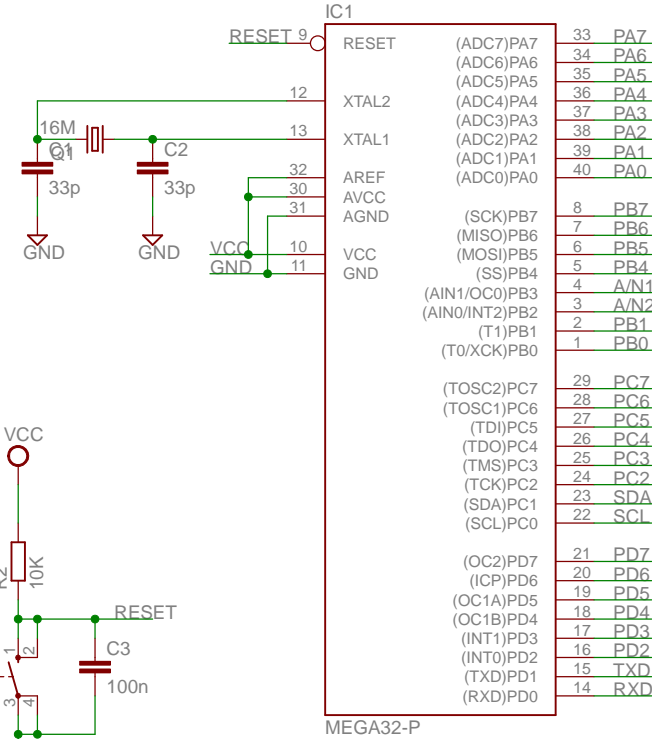 IC1
RESET 9 RESET (ADC7)PA7 33 PA7
(ADC6)PA6 34 PA6
(ADC5)PA5 35 PA5
12 XTAL2 (ADC4)PA4 36 PA4
(ADC3)PA3 37 PA3
16M 13 XTAL1 (ADC2)PA2 38 PA2
C1 Q1 C2 (ADC1)PA1 39 PA1
33p 33p 32 AREF (ADC0)PA0 40 PA0
30 AVCC
31 AGND (SCK)PB7 8 PB7
(MISO)PB6 7 PB6
GND GND VCC 10 VCC (MOSI)PB5 6 PB5
GND 11 GND (SS)PB4 5 PB4
(AIN1/OC0)PB3 4 A/N1
(AIN0/INT2)PB2 3 A/N2
(T1)PB1 2 PB1
(T0/XCK)PB0 1 PB0
(TOSC2)PC7 29 PC7
(TOSC1)PC6 28 PC6
(TDI)PC5 27 PC5
VCC (TDO)PC4 26 PC4
(TMS)PC3 25 PC3
(TCK)PC2 24 PC2
(SDA)PC1 23 SDA
(SCL)PC0 22 SCL
(OC2)PD7 21 PD7
R2 10K (ICP)PD6 20 PD6
(OC1A)PD5 19 PD5
RESET (OC1B)PD4 18 PD4
(INT1)PD3 17 PD3
1 2 C3 (INT0)PD2 16 PD2
(TXD)PD1 15 TXD
3 4 100n (RXD)PD0 14 RXD
MEGA32-P